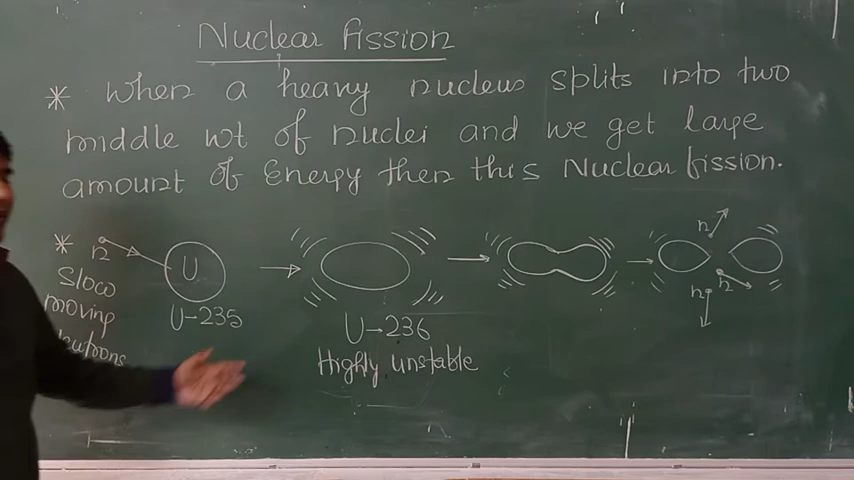 Nuclear fission
* When a heavy nucleus splits into two
middle wt of nuclei and we get large
amount of Energy then this Nuclear fission.
* Slow
moving
neutrons
n
U
U-235
U-236
Highly unstable
n
n
n